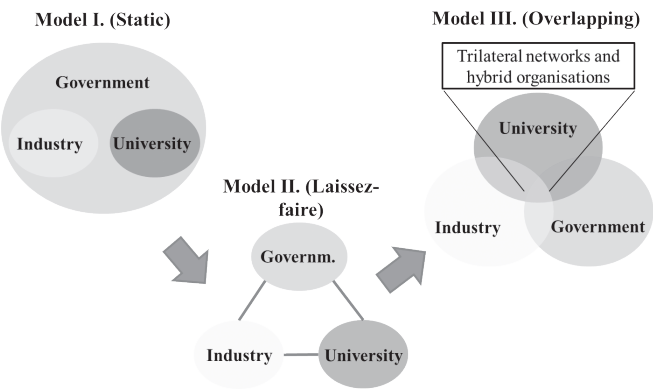 Model I. (Static)
Government
Industry
University
Model II. (Laissez-
faire)
Governm.
Industry
University
Model III. (Overlapping)
Trilateral networks and
hybrid organisations
University
Industry
Government